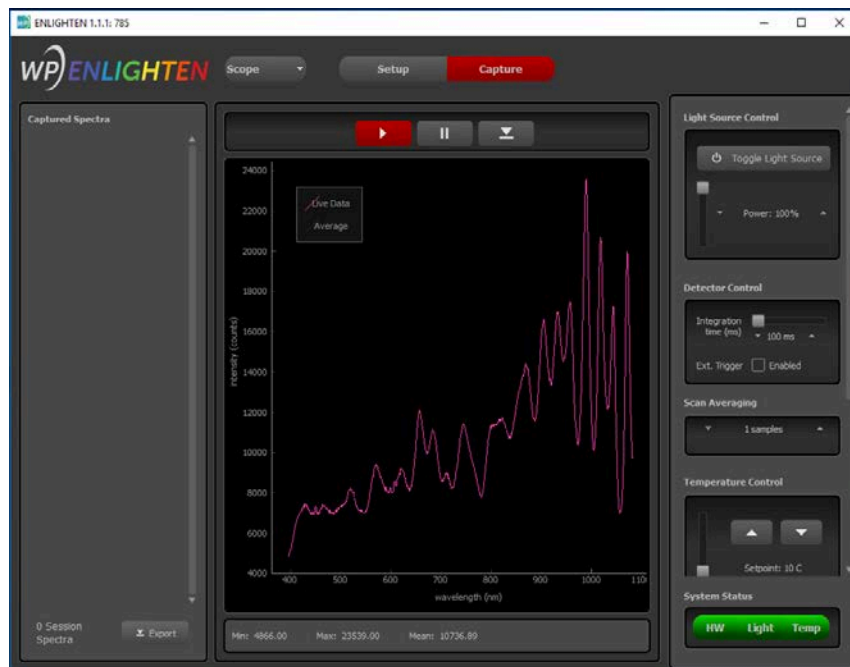 ENLIGHTEN 1.1.1: 785
WP ENLIGHTEN
Scope
Setup
Capture
Captured Spectra
0 Session
Spectra
Export
24000
22000
20000
18000
16000
14000
12000
10000
8000
6000
4000
intensity (counts)
Live Data
Average
400 500 600 700 800 900 1000 110
wavelength (nm)
Min: 4866.00 Max: 23539.00 Mean: 10736.89
Light Source Control
Toggle Light Source
Power: 100%
Detector Control
Integration
time (ms)
100 ms
Ext. Trigger
Enabled
Scan Averaging
1 samples
Temperature Control
Setpoint: 10 C
System Status
HW Light Temp